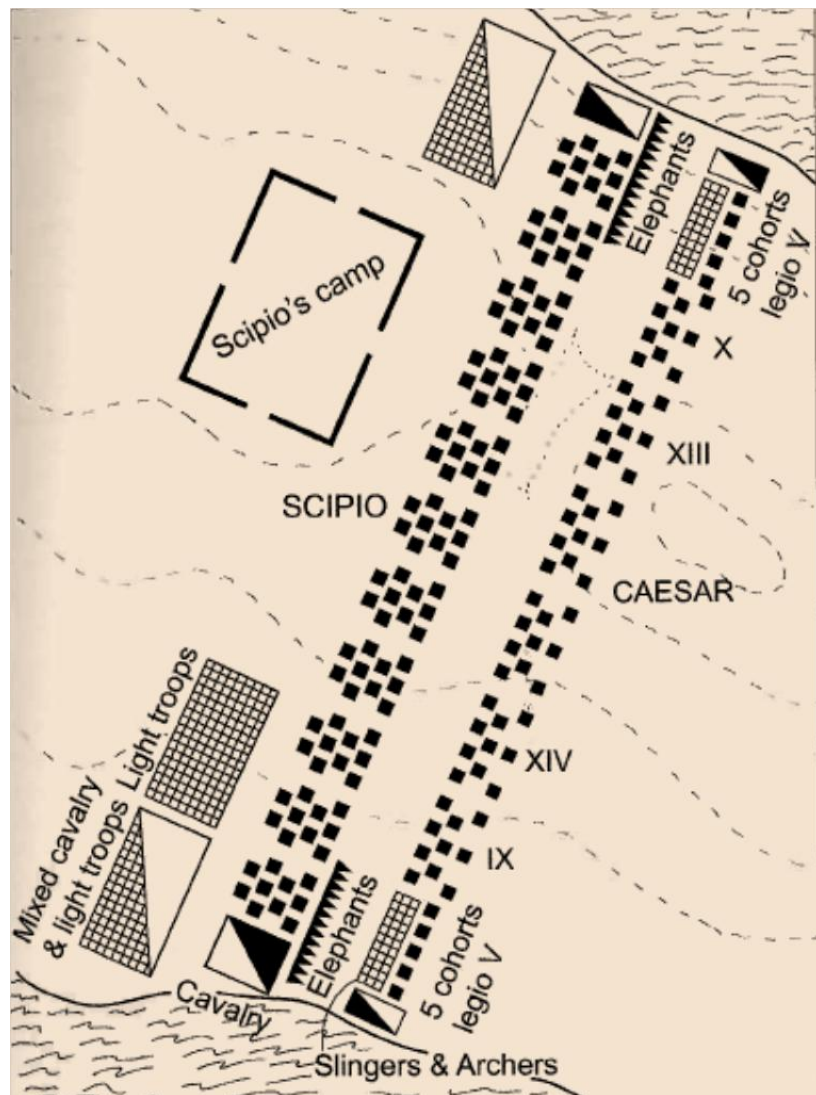 Elephants
5 cohorts
legio V
Scipio's camp
X
XIII
SCIPIO
CAESAR
Light troops
Mixed cavalry
& light troops
XIV
IX
Elephants
5 cohorts
legio V
Cavalry
Slingers & Archers